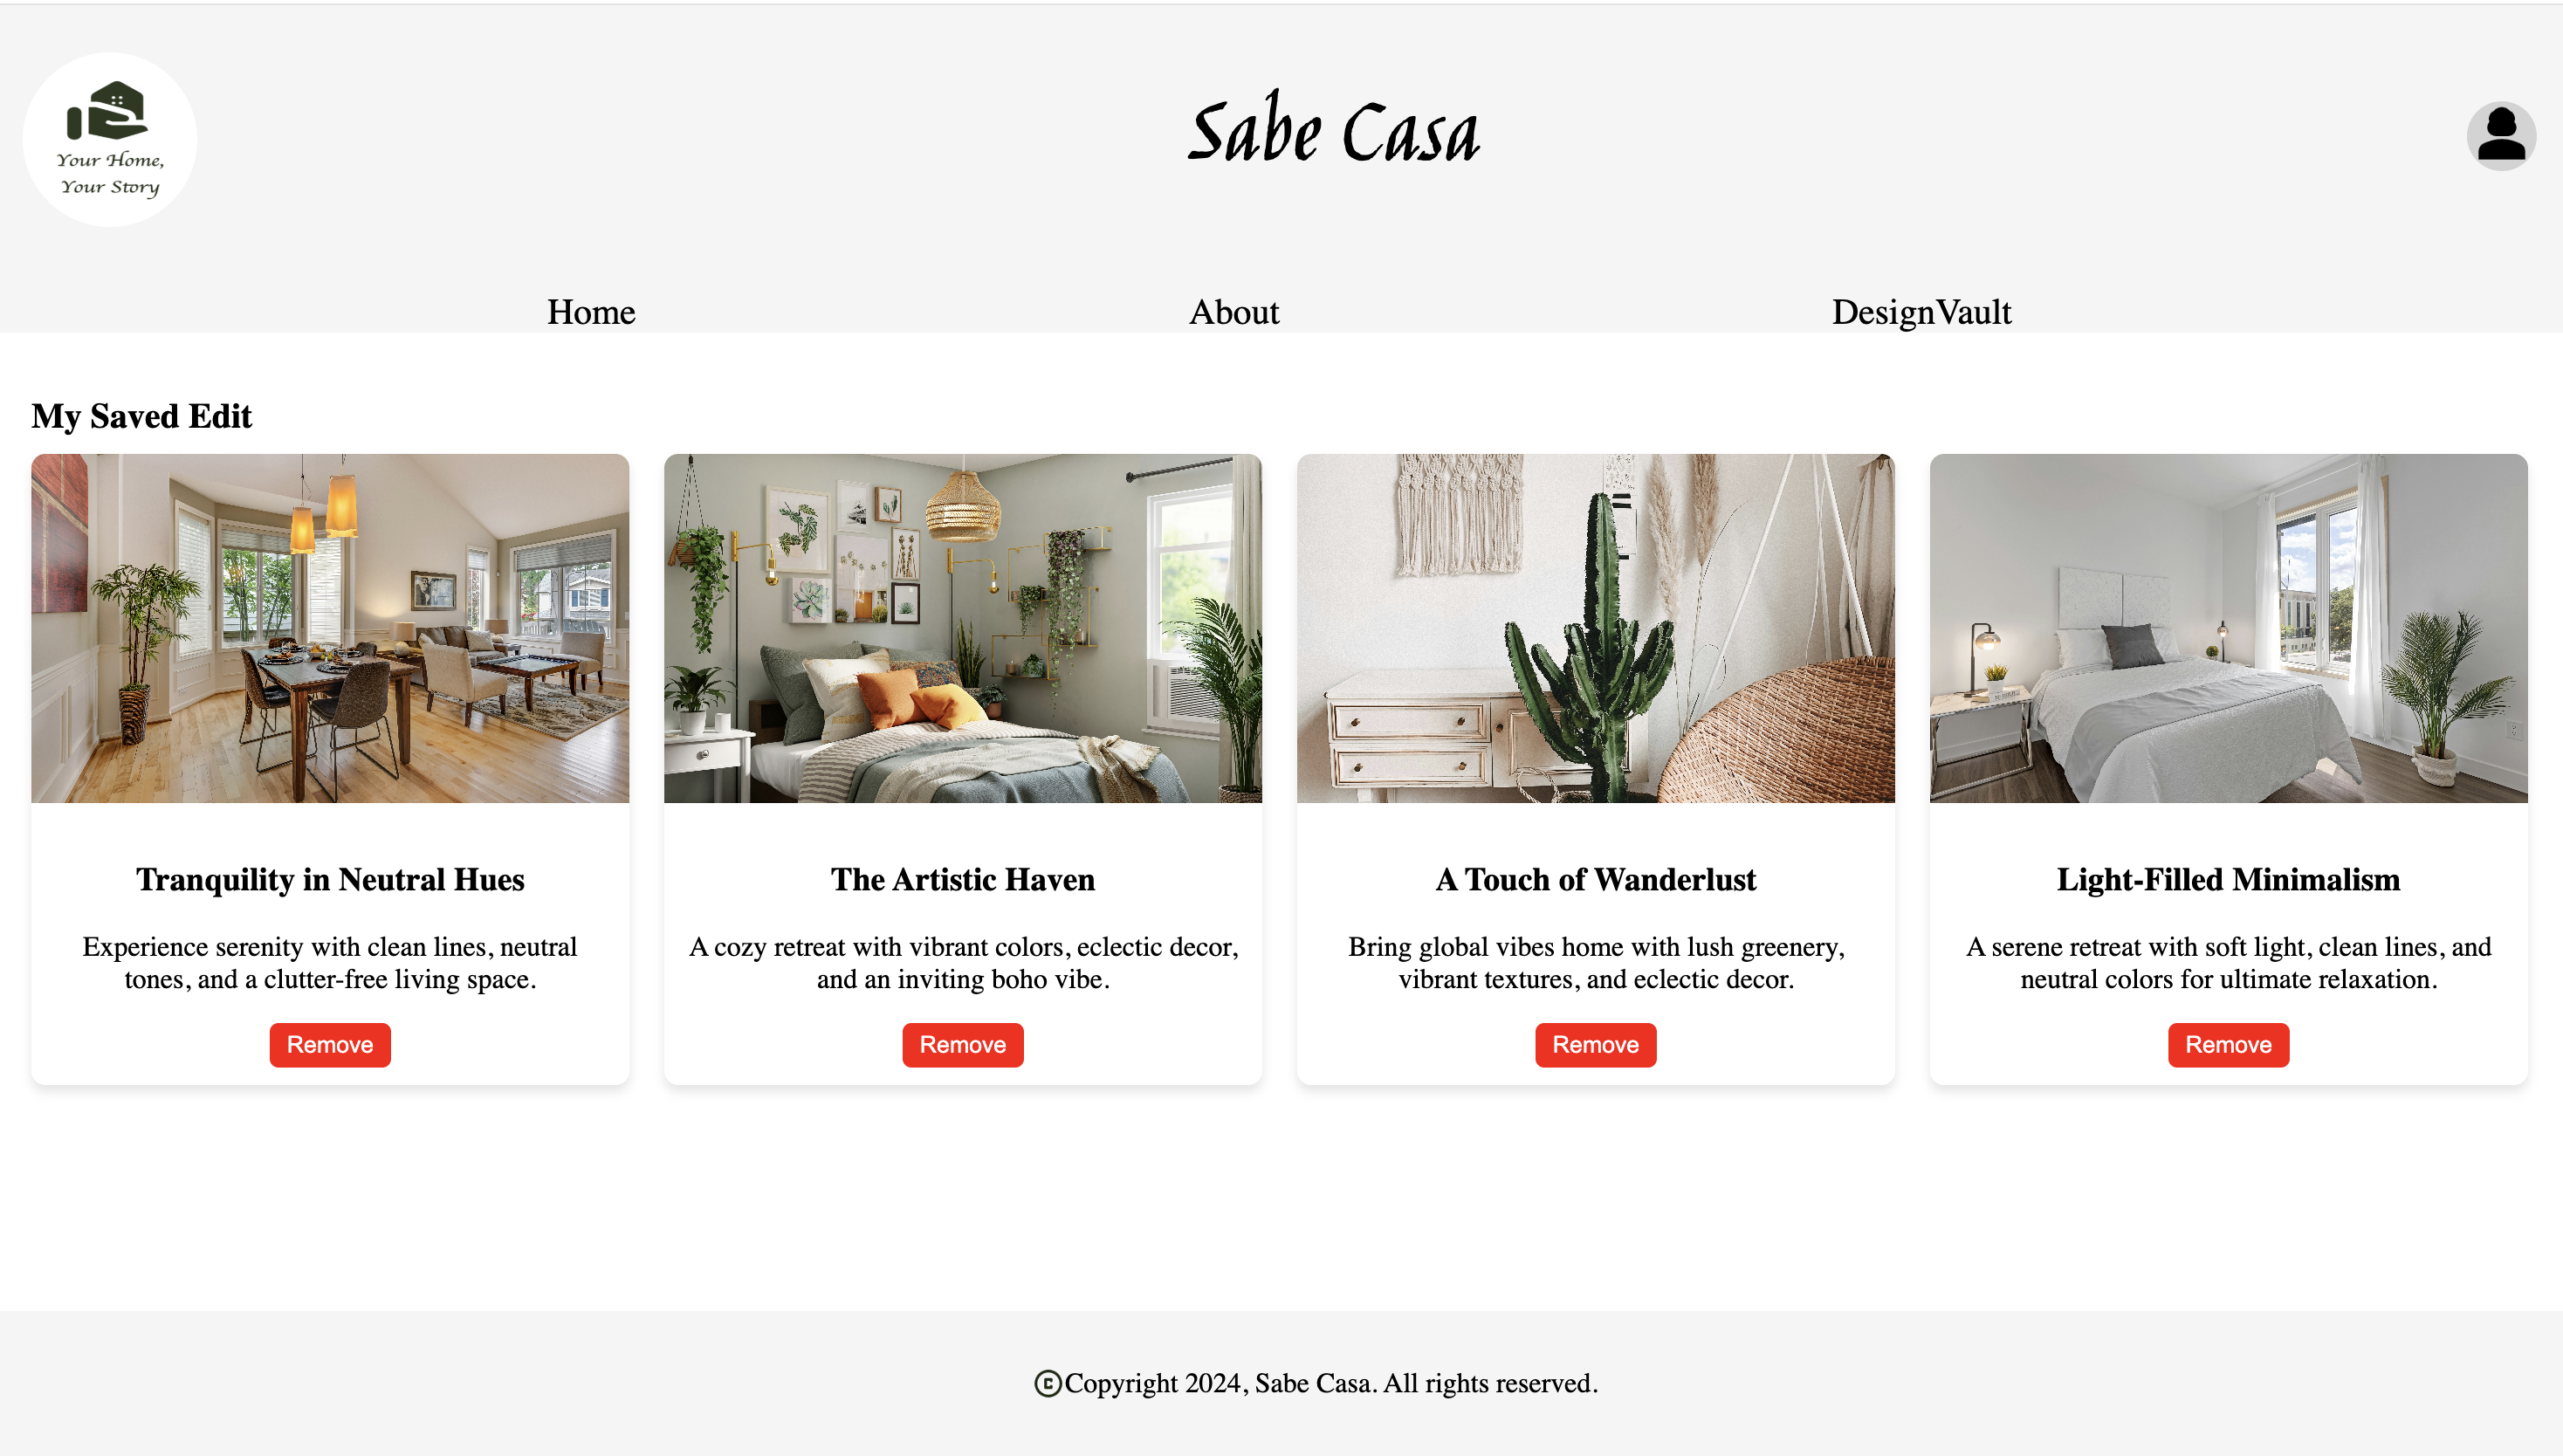 Your Home,
Your Story
Sabe Casa
Home
About
DesignVault
My Saved Edit
Tranquility in Neutral Hues
Experience serenity with clean lines, neutral
tones, and a clutter-free living space.
Remove
The Artistic Haven
A cozy retreat with vibrant colors, eclectic decor,
and an inviting boho vibe.
Remove
A Touch of Wanderlust
Bring global vibes home with lush greenery,
vibrant textures, and eclectic decor.
Remove
Light-Filled Minimalism
A serene retreat with soft light, clean lines, and
neutral colors for ultimate relaxation.
Remove
©Copyright 2024, Sabe Casa. All rights reserved.